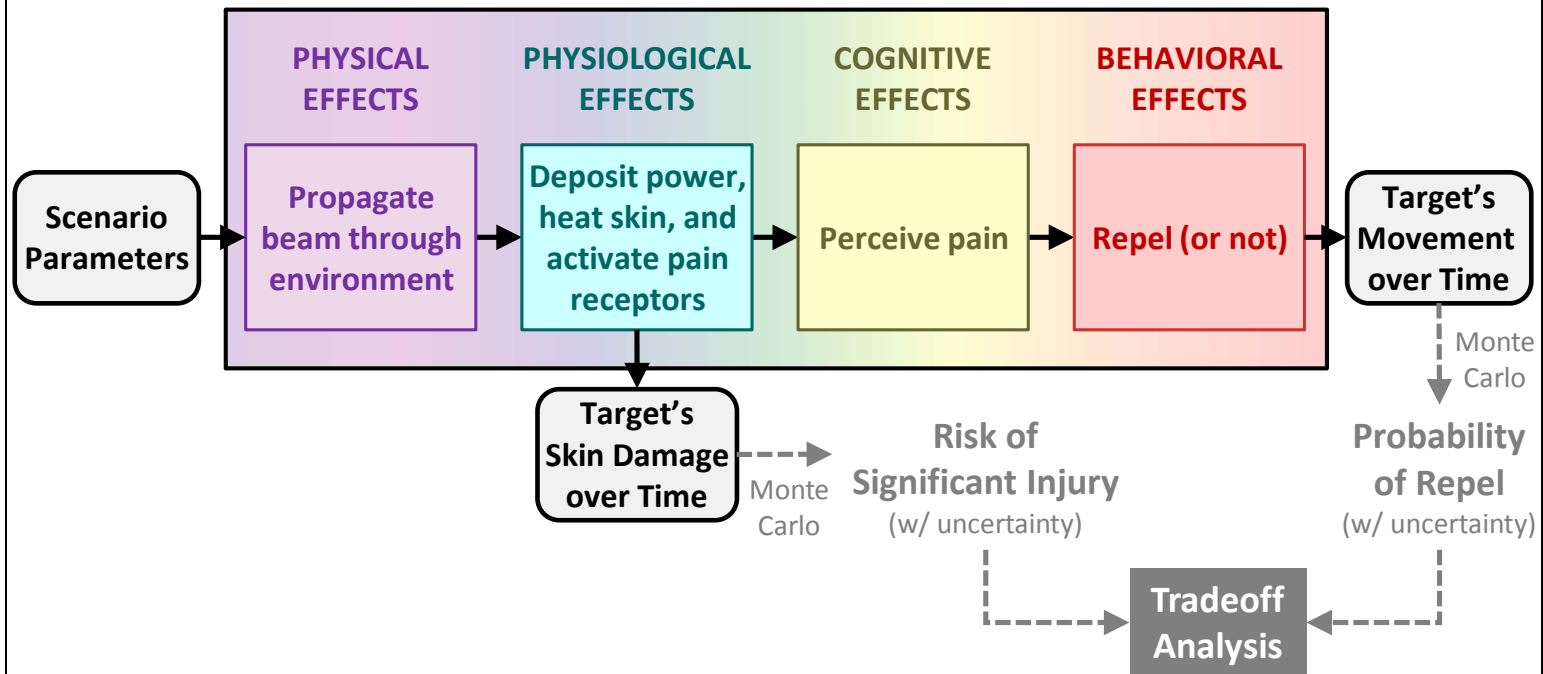 PHYSICAL
EFFECTS
PHYSIOLOGICAL
EFFECTS
COGNITIVE
EFFECTS
BEHAVIORAL
EFFECTS
Scenario
Parameters
Propagate
beam through
environment
Deposit power,
heat skin, and
activate pain
receptors
Perceive pain
Repel (or not)
Target’s
Movement
over Time
Monte
Carlo
Target’s
Skin Damage
over Time
Monte
Carlo
Risk of
Significant Injury
(w/ uncertainty)
Probability
of Repel
(w/ uncertainty)
Tradeoff
Analysis